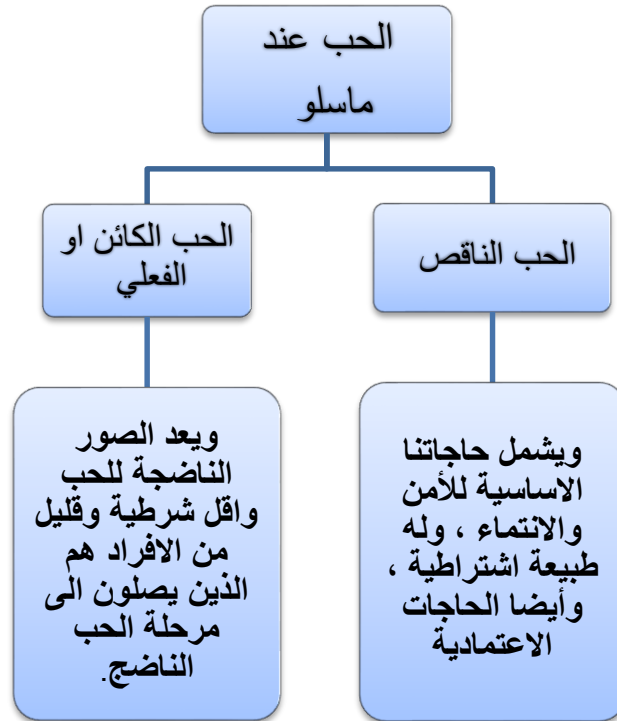 الحب عند
ماسلو
الحب الناقص
الحب الكائن او
الفعلي
ويشمل حاجاتنا
الاساسية للأمن
والانتماء ، وله
طبيعة اشتراطية ،
وأيضا الحاجات
الاعتمادية
ويعد الصور
الناضجة للحب
واقل شرطية وقليل
من الافراد هم
الذين يصلون الى
مرحلة الحب
الناضج.